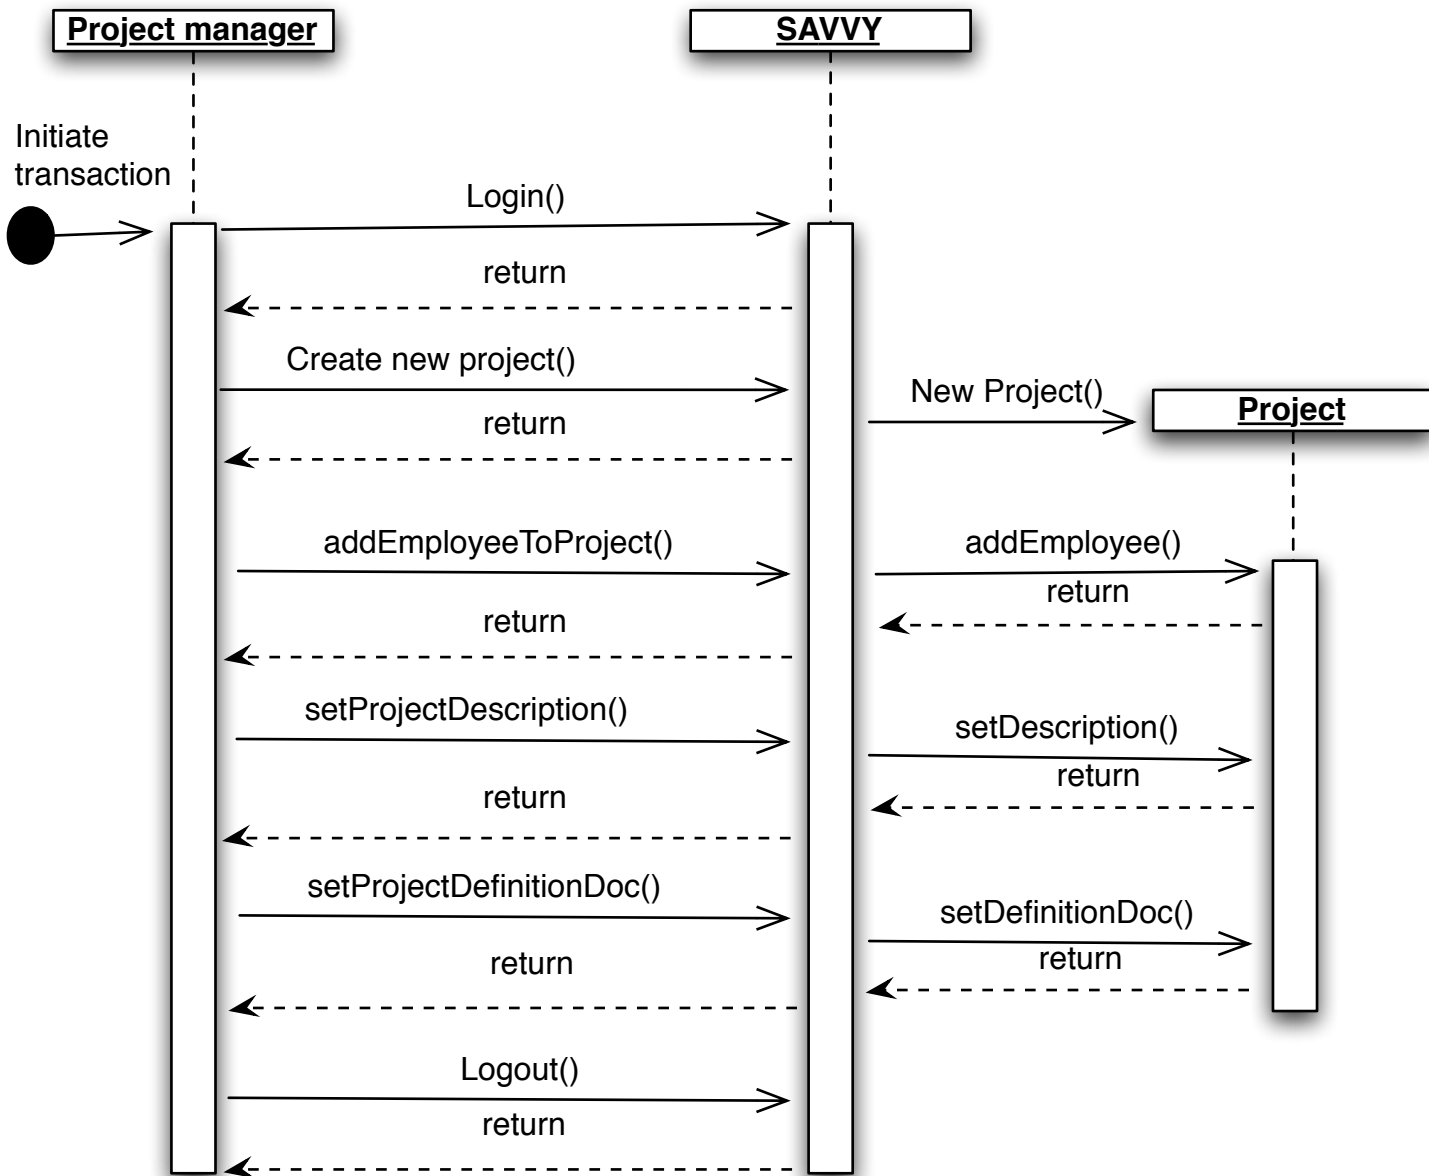 Project manager
SAVVY
Initiate
transaction
Login()
return
Create new project()
New Project()
Project
return
addEmployeeToProject()
addEmployee()
return
return
setProjectDescription()
setDescription()
return
return
setProjectDefinitionDoc()
setDefinitionDoc()
return
return
Logout()
return